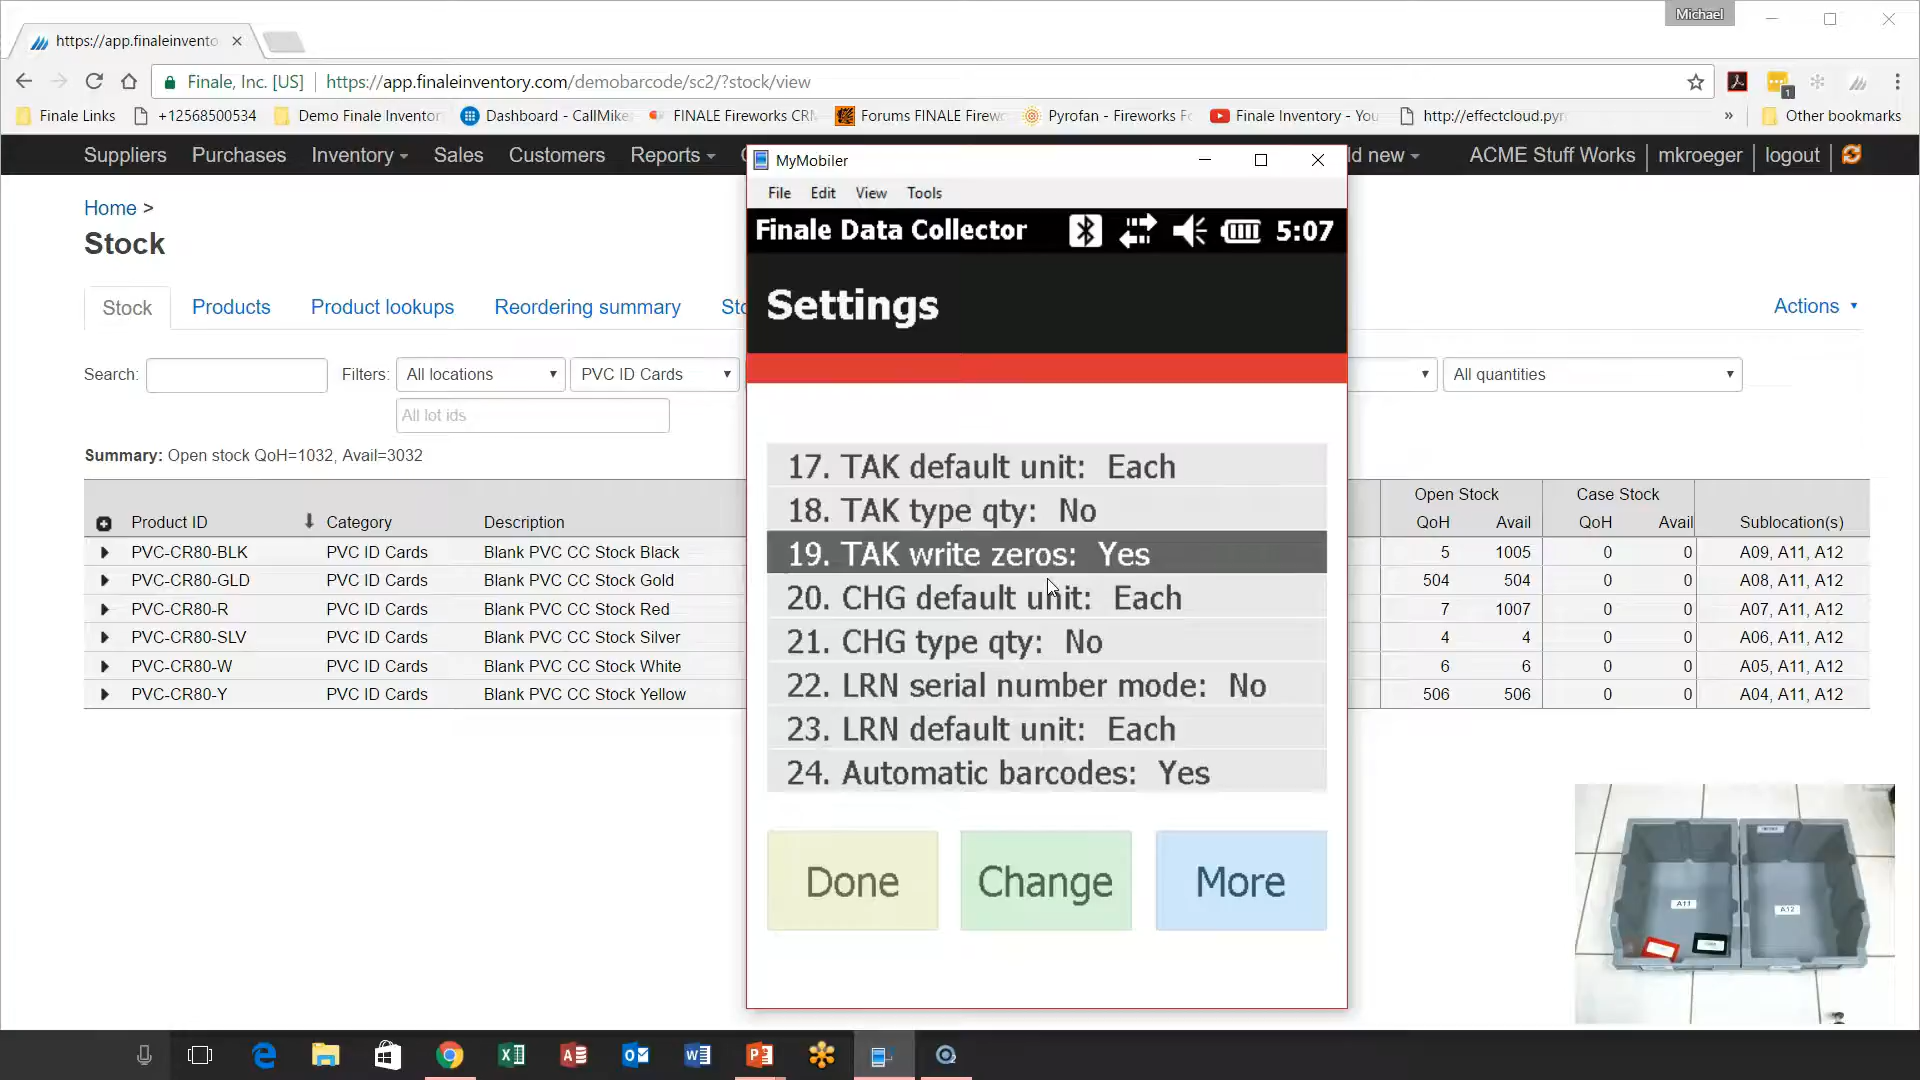 Michael
https://app.finaleinvento
Finale, Inc. [US]
https://app.finaleinventory.com/demobarcode/sc2/?stock/view
Finale Links
+12568500534
Demo Finale Inventor
Dashboard - CallMike
FINALE Fireworks CRM
Forums FINALE Firew
Pyrofan - Fireworks F
Finale Inventory - You
http://effectcloud.pyr
»
Other bookmarks
1
Suppliers
Purchases
Inventory
Sales
Customers
Reports
ld new
ACME Stuff Works
mkroeger
logout
MyMobiler
File
Edit
View
Tools
Home >
Stock
Stock
Products
Product lookups
Reordering summary
Sto
Actions
Search:
Filters:
All locations
PVC ID Cards
All quantities
All lot ids
Summary: Open stock QoH=1032, Avail=3032
Product ID
Category
Description
Open Stock
Case Stock
QoH
Avail
QoH
Avail
Sublocation(s)
PVC-CR80-BLK PVC ID Cards Blank PVC CC Stock Black 5 1005 0 0 A09, A11, A12
PVC-CR80-GLD PVC ID Cards Blank PVC CC Stock Gold 504 504 0 0 A08, A11, A12
PVC-CR80-R PVC ID Cards Blank PVC CC Stock Red 7 1007 0 0 A07, A11, A12
PVC-CR80-SLV PVC ID Cards Blank PVC CC Stock Silver 4 4 0 0 A06, A11, A12
PVC-CR80-W PVC ID Cards Blank PVC CC Stock White 6 6 0 0 A05, A11, A12
PVC-CR80-Y PVC ID Cards Blank PVC CC Stock Yellow 506 506 0 0 A04, A11, A12
Finale Data Collector
5:07
Settings
17. TAK default unit: Each
18. TAK type qty: No
19. TAK write zeros: Yes
20. CHG default unit: Each
21. CHG type qty: No
22. LRN serial number mode: No
23. LRN default unit: Each
24. Automatic barcodes: Yes
Done
Change
More
A11
A12